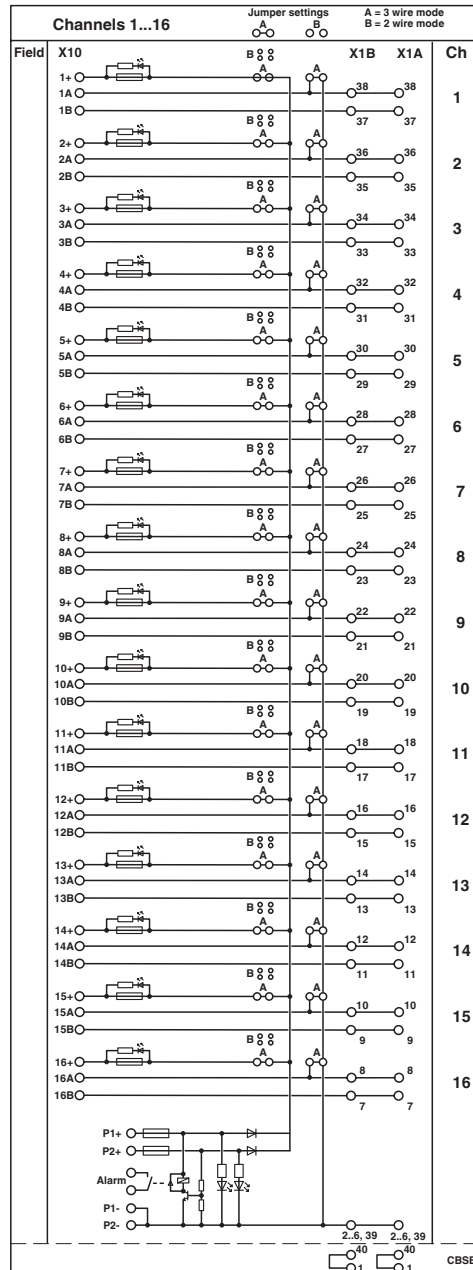 Channels 1...16 Jumper settings A = 3 wire mode
A B B = 2 wire mode
Field X10 X1B X1A Ch
B
1+ A A
1A 38 38
1B 37 37 1
B
2+ A A
2A 36 36
2B 35 35 2
B
3+ A A
3A 34 34
3B 33 33 3
B
4+ A A
4A 32 32
4B 31 31 4
B
5+ A A
5A 30 30
5B 29 29 5
B
6+ A A
6A 28 28
6B 27 27 6
B
7+ A A
7A 26 26
7B 25 25 7
B
8+ A A
8A 24 24
8B 23 23 8
B
9+ A A
9A 22 22
9B 21 21 9
B
10+ A A
10A 20 20
10B 19 19 10
B
11+ A A
11A 18 18
11B 17 17 11
B
12+ A A
12A 16 16
12B 15 15 12
B
13+ A A
13A 14 14
13B 13 13 13
B
14+ A A
14A 12 12
14B 11 11 14
B
15+ A A
15A 10 10
15B 9 9 15
B
16+ A A
16A 8 8
16B 7 7 16
P1+
P2+
Alarm
P1-
P2-
2..6, 39 2..6, 39
40 40
1 1 CBSE